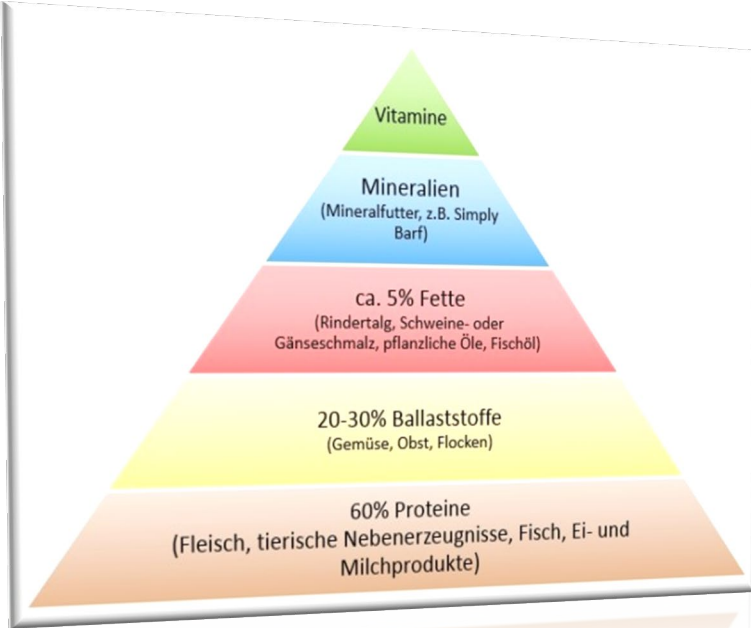 Vitamine
Mineralien
(Mineralfutter, z.B. Simply
Barf)
ca. 5% Fette
(Rindertalg, Schweine- oder
Gänseschmalz, pflanzliche Öle, Fischöl)
20-30% Ballaststoffe
(Gemüse, Obst, Flocken)
60% Proteine
(Fleisch, tierische Nebenerzeugnisse, Fisch, Ei- und
Milchprodukte)